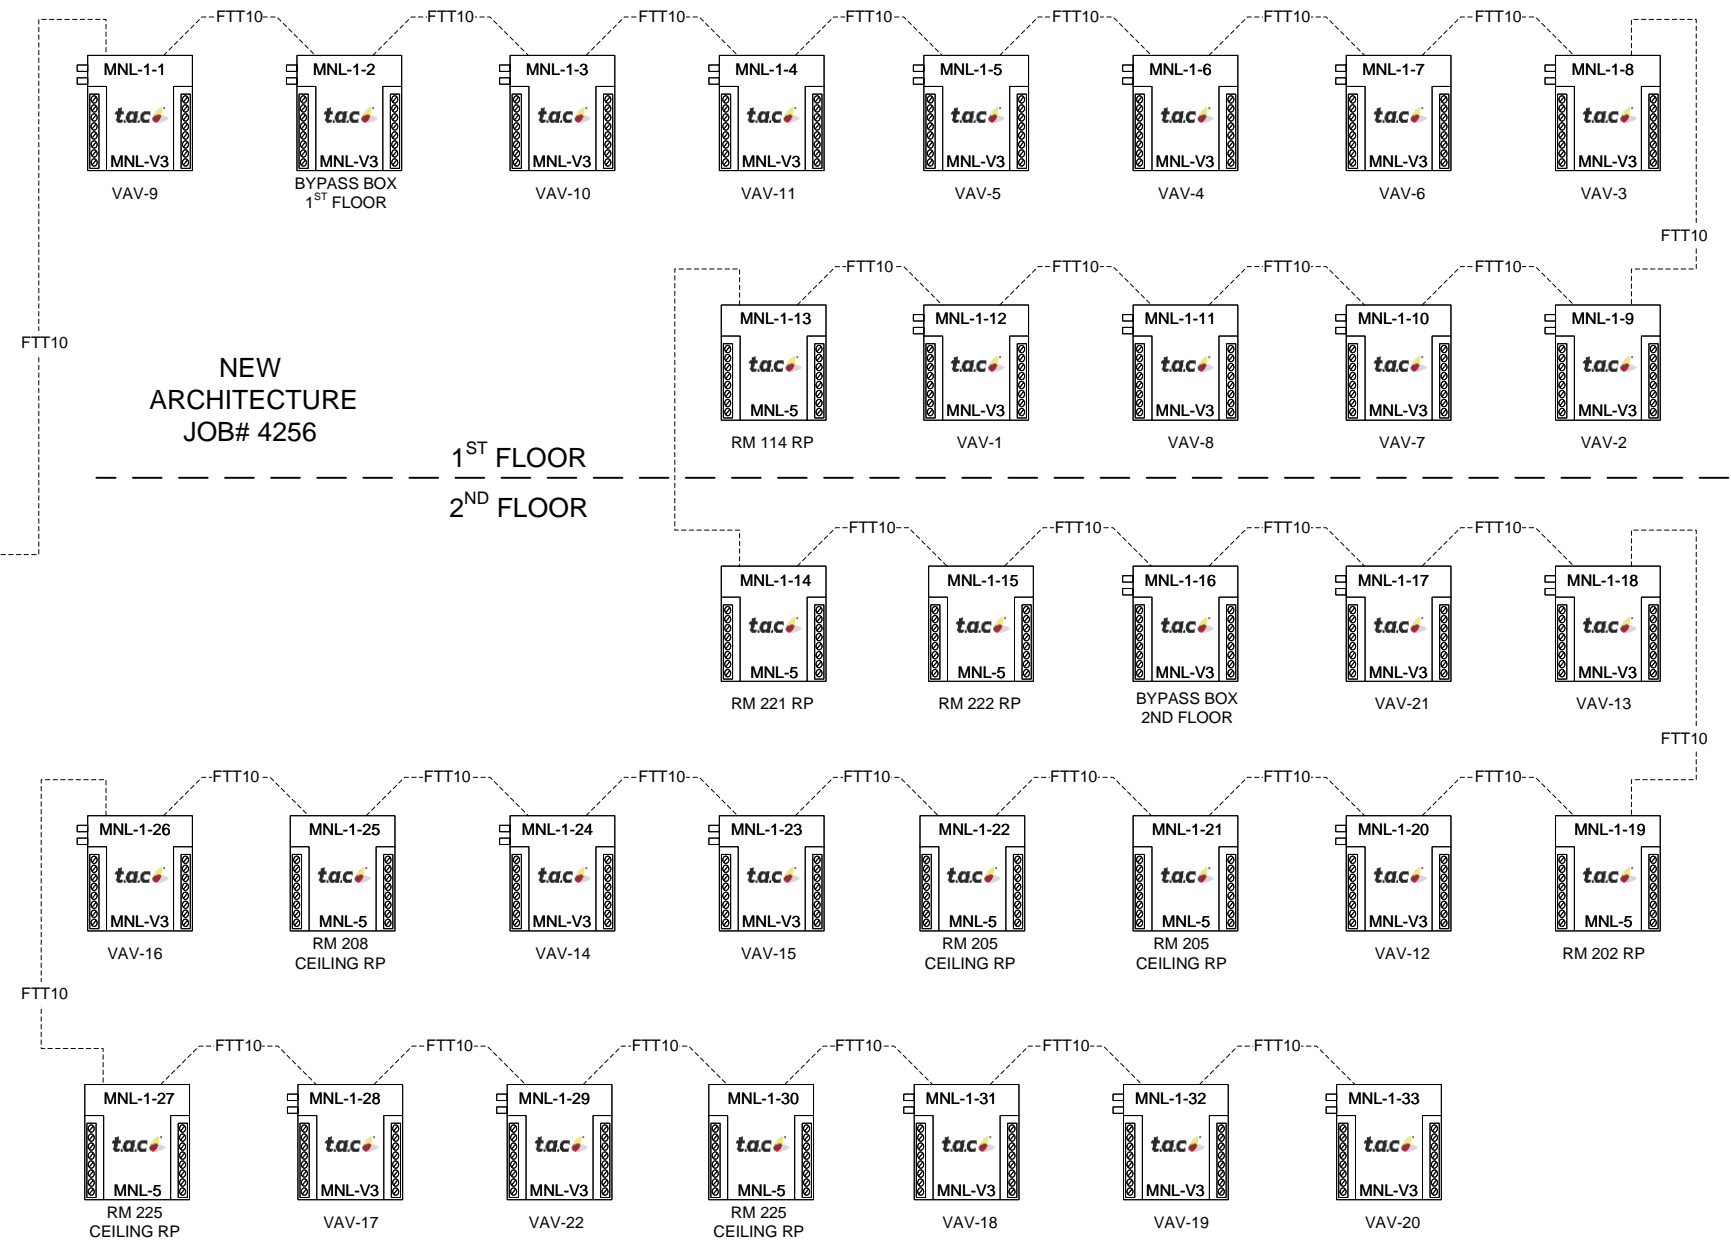 FTT10 FTT10 FTT10 FTT10 FTT10 FTT10 FTT10
MNL-1-1 MNL-1-2 MNL-1-3 MNL-1-4 MNL-1-5 MNL-1-6 MNL-1-7 MNL-1-8
t.a.c t.a.c t.a.c t.a.c t.a.c t.a.c t.a.c t.a.c
MNL-V3 MNL-V3 MNL-V3 MNL-V3 MNL-V3 MNL-V3 MNL-V3 MNL-V3
VAV-9 BYPASS BOX VAV-10 VAV-11 VAV-5 VAV-4 VAV-6 VAV-3
1ST FLOOR
FTT10
FTT10 FTT10 FTT10 FTT10
MNL-1-13 MNL-1-12 MNL-1-11 MNL-1-10 MNL-1-9
FTT10
t.a.c t.a.c t.a.c t.a.c t.a.c
MNL-5 MNL-V3 MNL-V3 MNL-V3 MNL-V3
RM 114 RP VAV-1 VAV-8 VAV-7 VAV-2
NEW
ARCHITECTURE
JOB# 4256
1ST FLOOR
2ND FLOOR
FTT10 FTT10 FTT10 FTT10
MNL-1-14 MNL-1-15 MNL-1-16 MNL-1-17 MNL-1-18
t.a.c t.a.c t.a.c t.a.c t.a.c
MNL-5 MNL-5 MNL-V3 MNL-V3 MNL-V3
RM 221 RP RM 222 RP BYPASS BOX VAV-21 VAV-13
2ND FLOOR
FTT10
FTT10 FTT10 FTT10 FTT10 FTT10 FTT10 FTT10
MNL-1-26 MNL-1-25 MNL-1-24 MNL-1-23 MNL-1-22 MNL-1-21 MNL-1-20 MNL-1-19
t.a.c t.a.c t.a.c t.a.c t.a.c t.a.c t.a.c t.a.c
MNL-V3 MNL-5 MNL-V3 MNL-V3 MNL-5 MNL-5 MNL-V3 MNL-5
VAV-16 RM 208 VAV-14 VAV-15 RM 205 RM 205 VAV-12 RM 202 RP
CEILING RP CEILING RP CEILING RP
FTT10
FTT10 FTT10 FTT10 FTT10 FTT10 FTT10
MNL-1-27 MNL-1-28 MNL-1-29 MNL-1-30 MNL-1-31 MNL-1-32 MNL-1-33
t.a.c t.a.c t.a.c t.a.c t.a.c t.a.c t.a.c
MNL-5 MNL-V3 MNL-V3 MNL-5 MNL-V3 MNL-V3 MNL-V3
RM 225 VAV-17 VAV-22 RM 225 VAV-18 VAV-19 VAV-20
CEILING RP CEILING RP